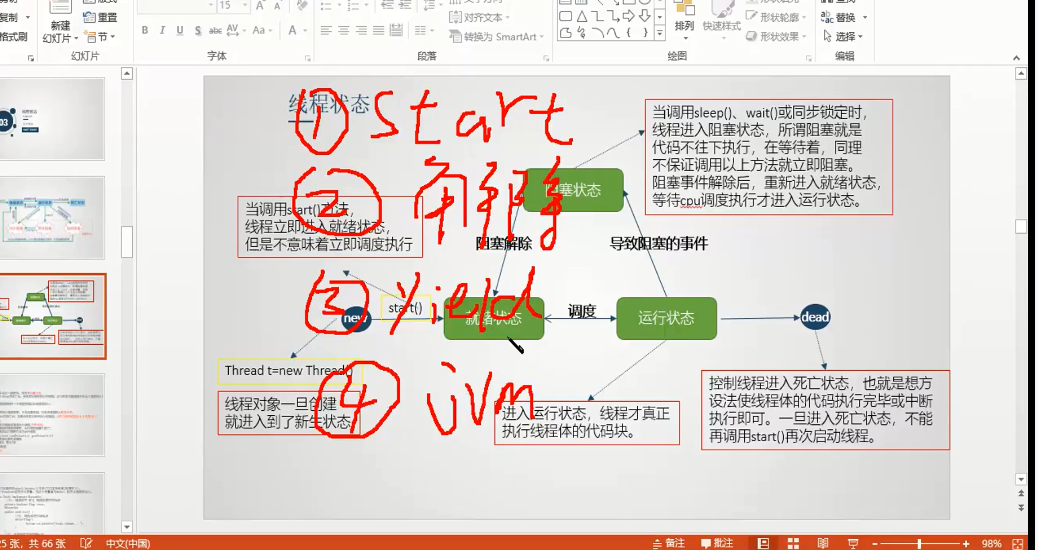 剪切
复制
格式刷
新建
幻灯片
版式
重置
节
幻灯片
15
B I U S abc AV Aa A
字体
对齐文本
转换为 SmartArt
段落
排列
快速样式
形状轮廓
形状效果
绘图
替换
选择
编辑
03
线程状态
① start
② 解除
③ yield
④ jvm
当调用sleep()、wait()或同步锁定时，
线程进入阻塞状态，所谓阻塞就是
代码不往下执行，在等待着，同理
不保证调用以上方法就立即阻塞。
阻塞事件解除后，重新进入就绪状态，
等待cpu调度执行才进入运行状态。
阻塞状态
当调用start()方法，
线程立即进入就绪状态，
但是不意味着立即调度执行
阻塞解除
导致阻塞的事件
new
start()
就绪状态
调度
运行状态
dead
Thread t=new Thread()
线程对象一旦创建
就进入到了新生状态
进入运行状态，线程才真正
执行线程体的代码块。
控制线程进入死亡状态，也就是想方
设法使线程体的代码执行完毕或中断
执行即可。一旦进入死亡状态，不能
再调用start()再次启动线程。
25 张，共 66 张
中文(中国)
备注
批注
98%